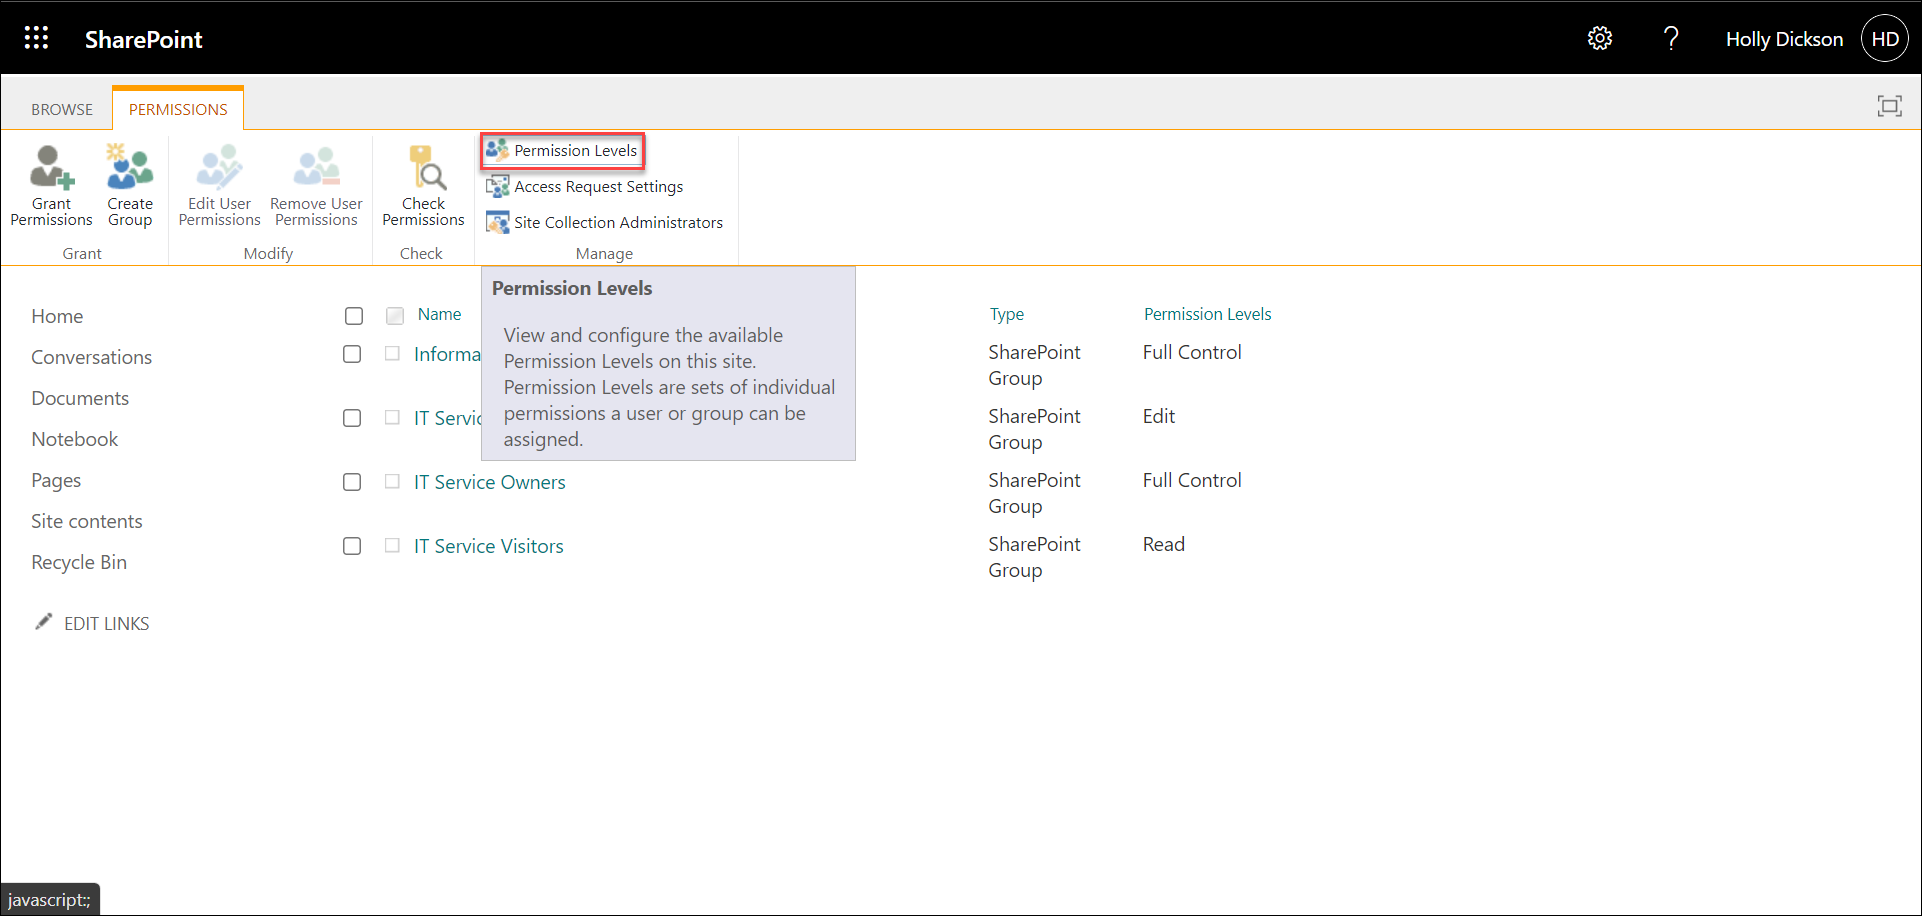 SharePoint
Holly Dickson
HD
BROWSE
PERMISSIONS
Grant
Permissions
Create
Group
Grant
Edit User
Permissions
Remove User
Permissions
Modify
Check
Permissions
Check
Permission Levels
Access Request Settings
Site Collection Administrators
Manage
Permission Levels
View and configure the available
Permission Levels on this site.
Permission Levels are sets of individual
permissions a user or group can be
assigned.
Home
Conversations
Documents
Notebook
Pages
Site contents
Recycle Bin
EDIT LINKS
Name
Type
Permission Levels
SharePoint
Group
Full Control
IT
SharePoint
Group
Edit
IT Service Owners
SharePoint
Group
Full Control
IT Service Visitors
SharePoint
Group
Read
javascript:;